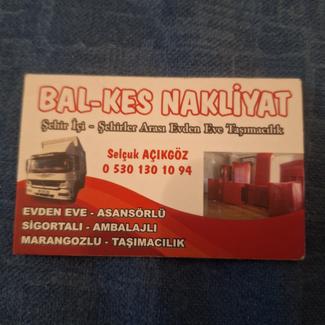 BAL-KES NAKLİYAT
Şehir İçi - Şehirler Arası Evden Eve Taşımacılık
Selçuk AÇIKGÖZ
0 530 130 10 94
EVDEN EVE - ASANSÖRLÜ
SİGORTALI - AMBALAJLI
MARANGOZLU - TAŞIMACILIK